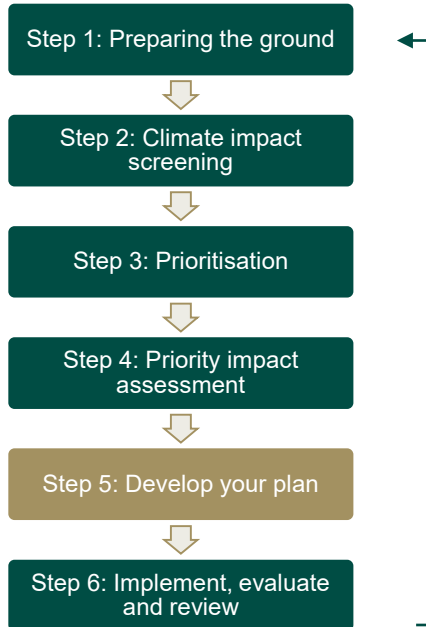 Step 1: Preparing the ground
Step 2: Climate impact
screening
Step 3: Prioritisation
Step 4: Priority impact
assessment
Step 5: Develop your plan
Step 6: Implement, evaluate
and review